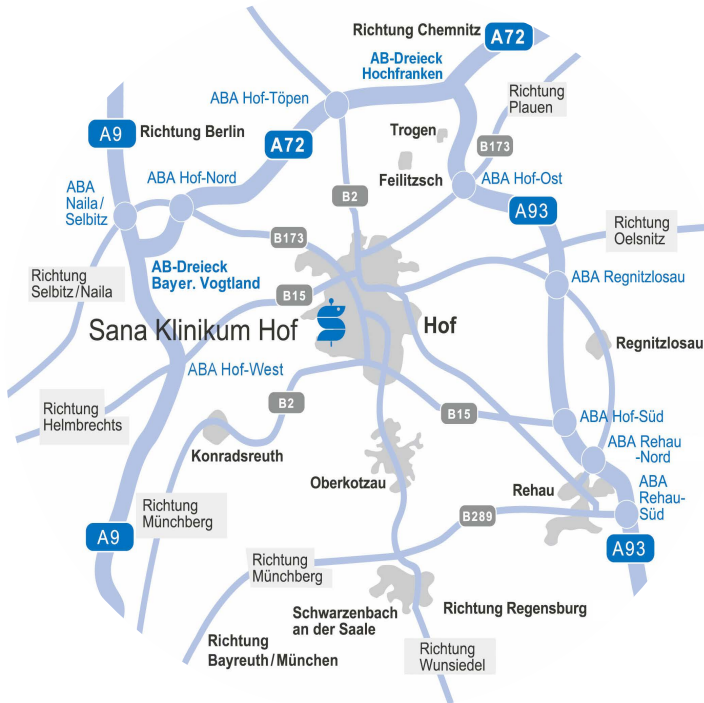 Richtung Chemnitz
A72
AB-Dreieck
Hochfranken
ABA Hof-Töpen
Richtung
Plauen
A9
Richtung Berlin
A72
Trogen
B173
Feilitzsch
ABA
Naila/
Selbitz
ABA Hof-Nord
B2
ABA Hof-Ost
A93
Richtung
Oelsnitz
B173
Richtung
Selbitz/Naila
AB-Dreieck
Bayer. Vogtland
ABA Regnitzlosau
B15
Sana Klinikum Hof
Hof
Regnitzlosau
ABA Hof-West
Richtung
Helmbrechts
B2
B15
ABA Hof-Süd
Konradsreuth
ABA Rehau
-Nord
Oberkotzau
Rehau
ABA
Rehau-
Süd
Richtung
Münchberg
B289
A9
A93
Richtung
Münchberg
Schwarzenbach
an der Saale
Richtung Regensburg
Richtung
Bayreuth/München
Richtung
Wunsiedel